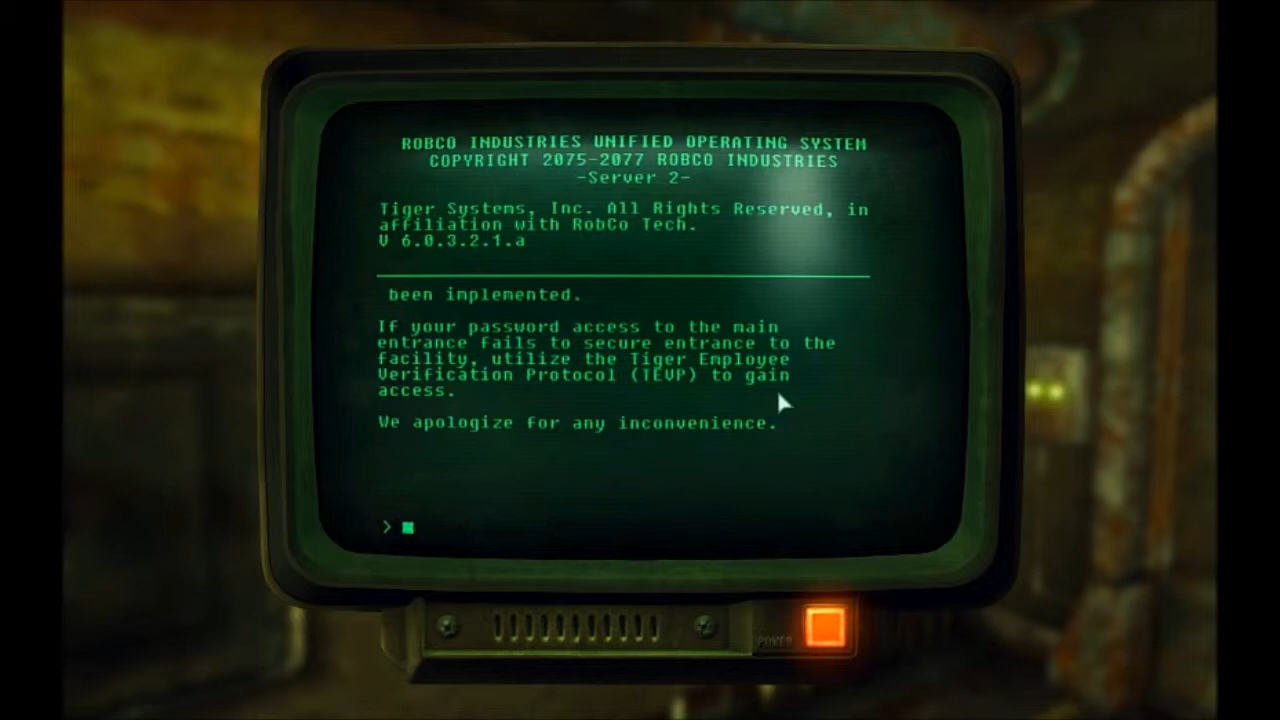 ROBCO INDUSTRIES UNIFIED OPERATING SYSTEM
COPYRIGHT 2075-2077 ROBCO INDUSTRIES
-Server 2-
Tiger Systems, Inc. All Rights Reserved, in
affiliation with RobCo Tech.
V 6.0.3.2.1.a
been implemented.
If your password access to the main
entrance fails to secure entrance to the
facility, utilize the Tiger Employee
Verification Protocol (TEVP) to gain
access.
We apologize for any inconvenience.
>
POWER